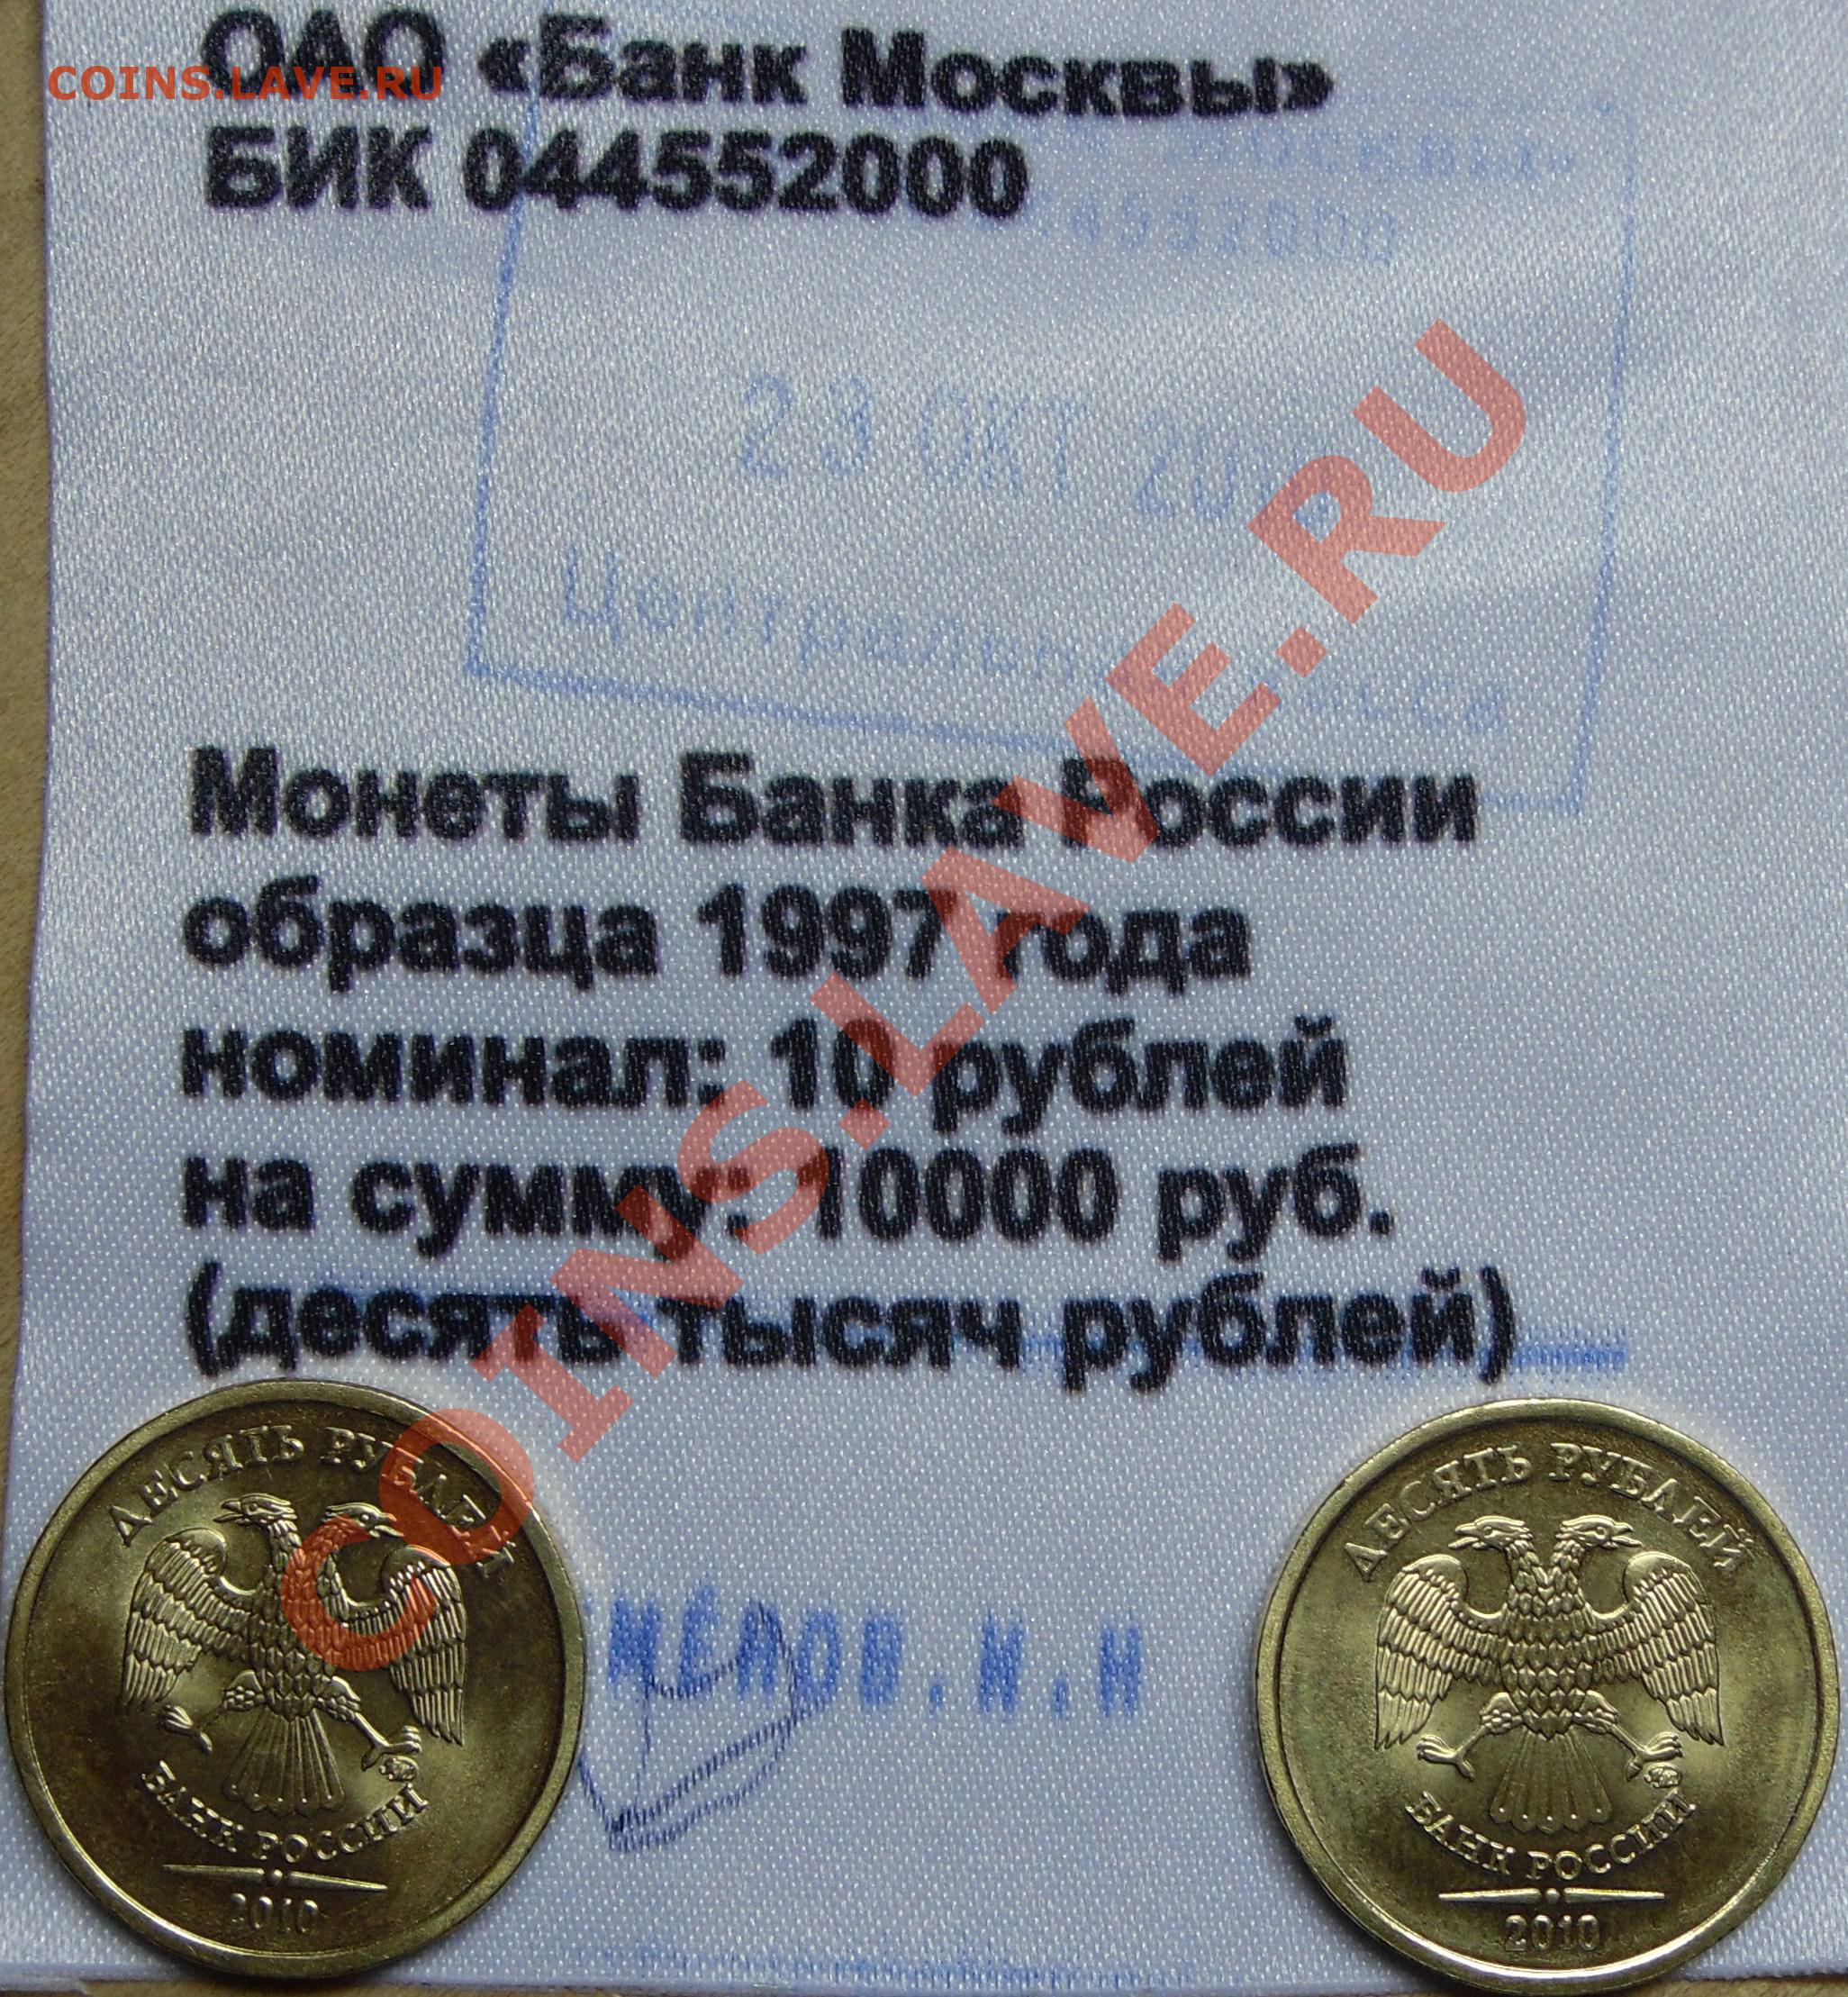 ОАО «Банк Москвы»
COINS.LAVE.RU
БИК 044552000
4552000
23 ОКТ
Монеты Банка России
образца 1997 года
номинал: 10 рублей
на сумму: 10000 руб.
(десять тысяч рублей)
COINS.LAVE.RU
ДЕСЯТЬ РУБЛЕЙ
БАНК РОССИИ
2010
ДЕСЯТЬ РУБЛЕЙ
БАНК РОССИИ
2010